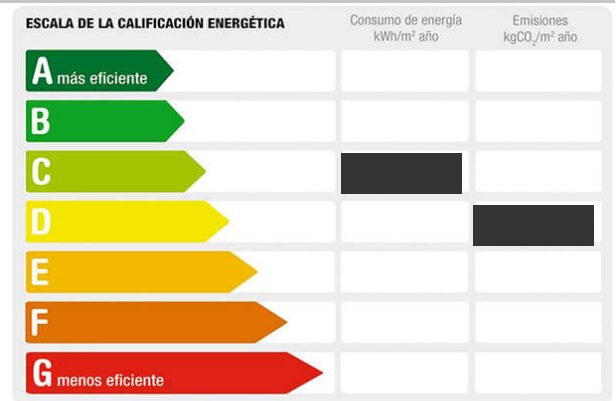 ESCALA DE LA CALIFICACIÓN ENERGÉTICA
Consumo de energía
kWh/m² año
Emisiones
kgCO₂/m² año
A más eficiente
B
C
D
E
F
G menos eficiente